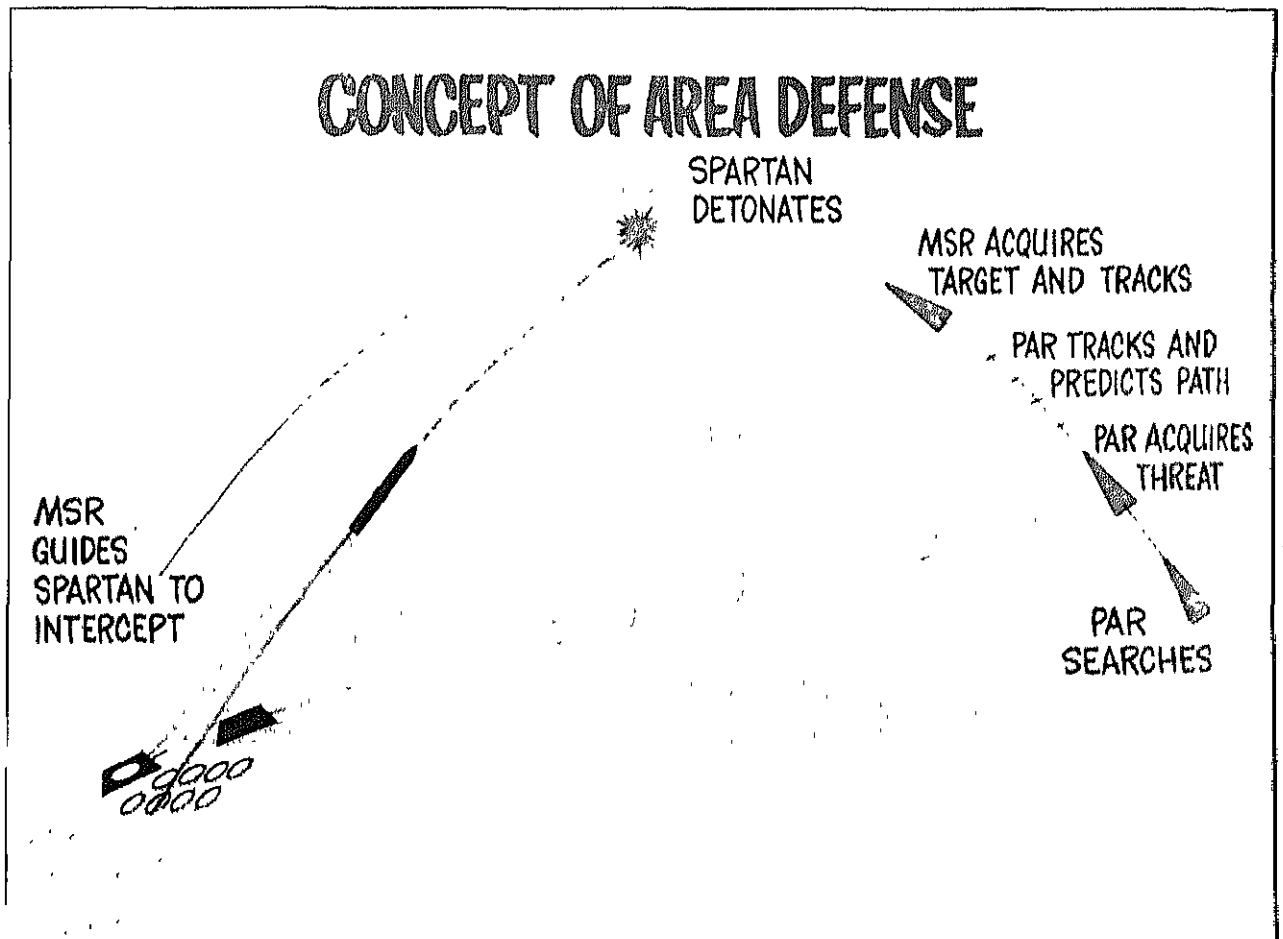 CONCEPT OF AREA DEFENSE
SPARTAN
DETONATES
MSR ACQUIRES
TARGET AND TRACKS
PAR TRACKS AND
PREDICTS PATH
PAR ACQUIRES
THREAT
PAR
SEARCHES
MSR
GUIDES
SPARTAN TO
INTERCEPT